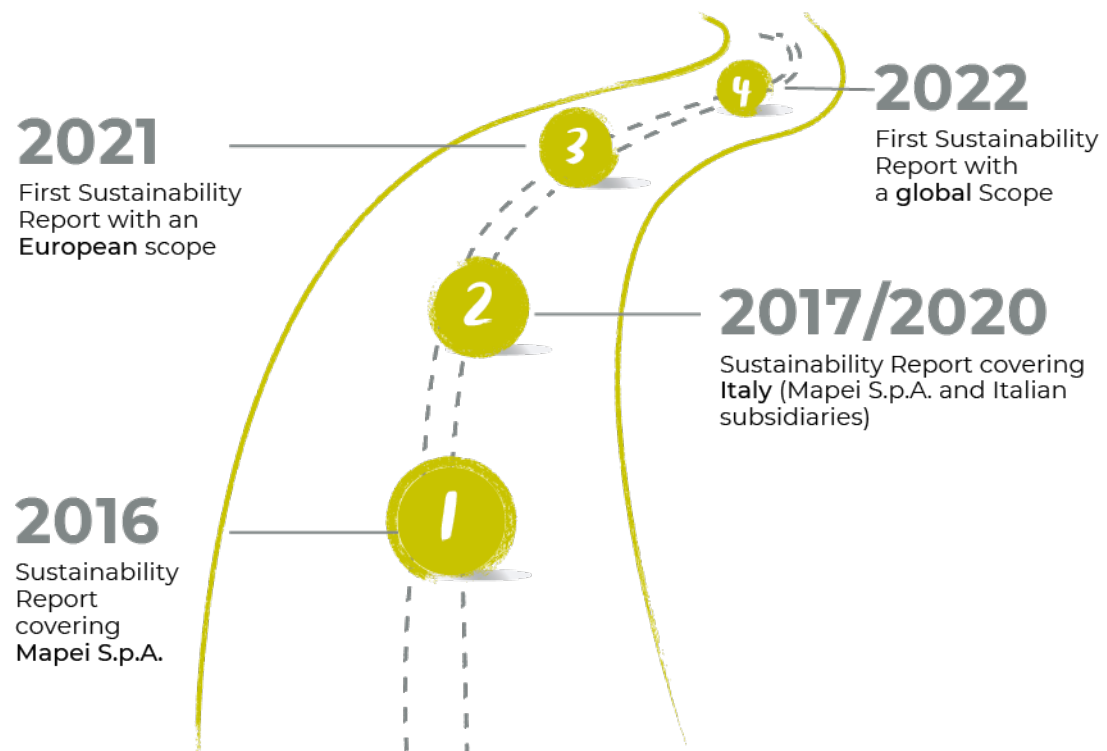 2022
First Sustainability
Report with
a global Scope
4
2021
First Sustainability
Report with an
European scope
3
2017/2020
Sustainability Report covering
Italy (Mapei S.p.A. and Italian
subsidiaries)
2
2016
Sustainability
Report
covering
Mapei S.p.A.
1